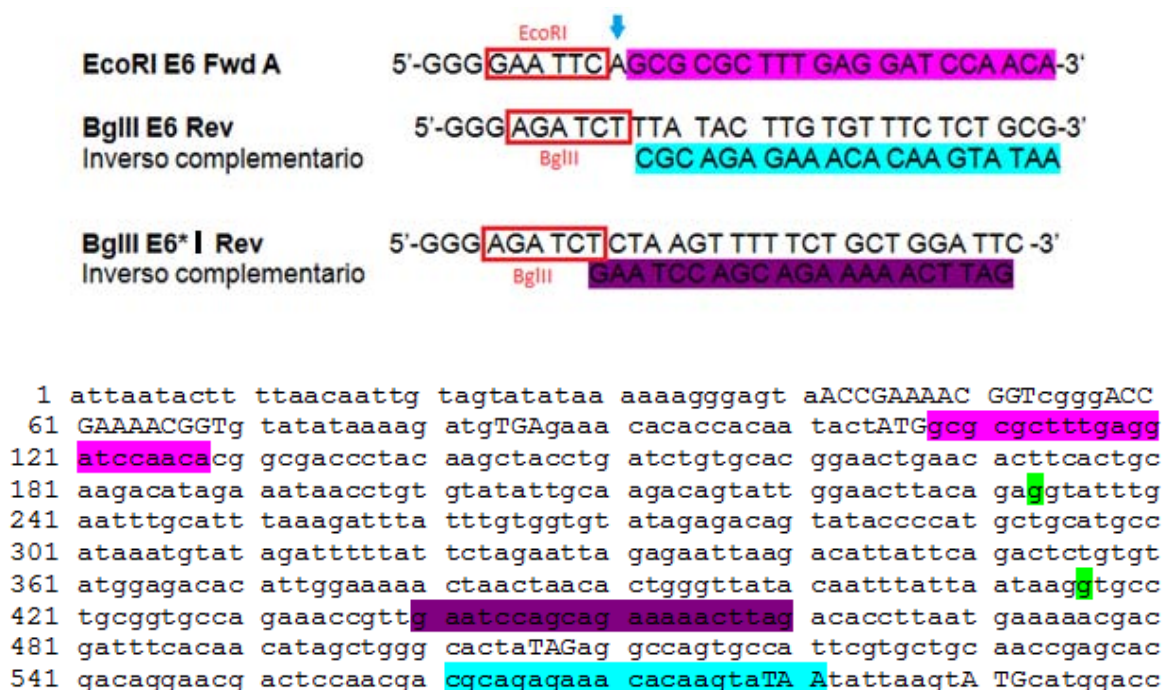 EcoRI
EcoRI E6 Fwd A 5'-GGG GAA TTC A GCG CGC TTT GAG GAT CCA ACA-3'
BglII E6 Rev 5'-GGG AGA TCT TTA TAC TTG TGT TTC TCT GCG-3'
Inverso complementario BglII CGC AGA GAA ACA CAA GTA TAA
BglII E6* I Rev 5'-GGG AGA TCT CTA AGT TTT TCT GCT GGA TTC -3'
Inverso complementario BglII GAA TCC AGC AGA AAA ACT TAG
1 attaatactt ttaacaattg tagtatataa aaaagggagt aACCGAAAAC GGTcgggACC
61 GAAAACGGTg tatataaaag atgTGAgaaa cacaccacaa tactATGgcg cgctttgagg
121 atccaacacg gcgaccctac aagctacctg atctgtgcac ggaactgaac acttcactgc
181 aagacataga aataacctgt gtatattgca agacagtatt ggaacttaca gaggtatttg
241 aatttgcatt taaagattta tttgtggtgt atagagacag tataccccat gctgcatgcc
301 ataaatgtat agatttttat tctagaatta gagaattaag acattattca gactctgtgt
361 atggagacac attggaaaaa ctaactaaca ctgggttata caatttatta ataaggtgcc
421 tgcggtgcca gaaaccgttg aatccagcag aaaaacttag acaccttaat gaaaaacgac
481 gatttcacaa catagctggg cactaTAGag gccagtgcca ttcgtgctgc aaccgagcac
541 gacaggaacg actccaacga cgcagagaaa cacaagtaTA Atattaagta TGcatggacc